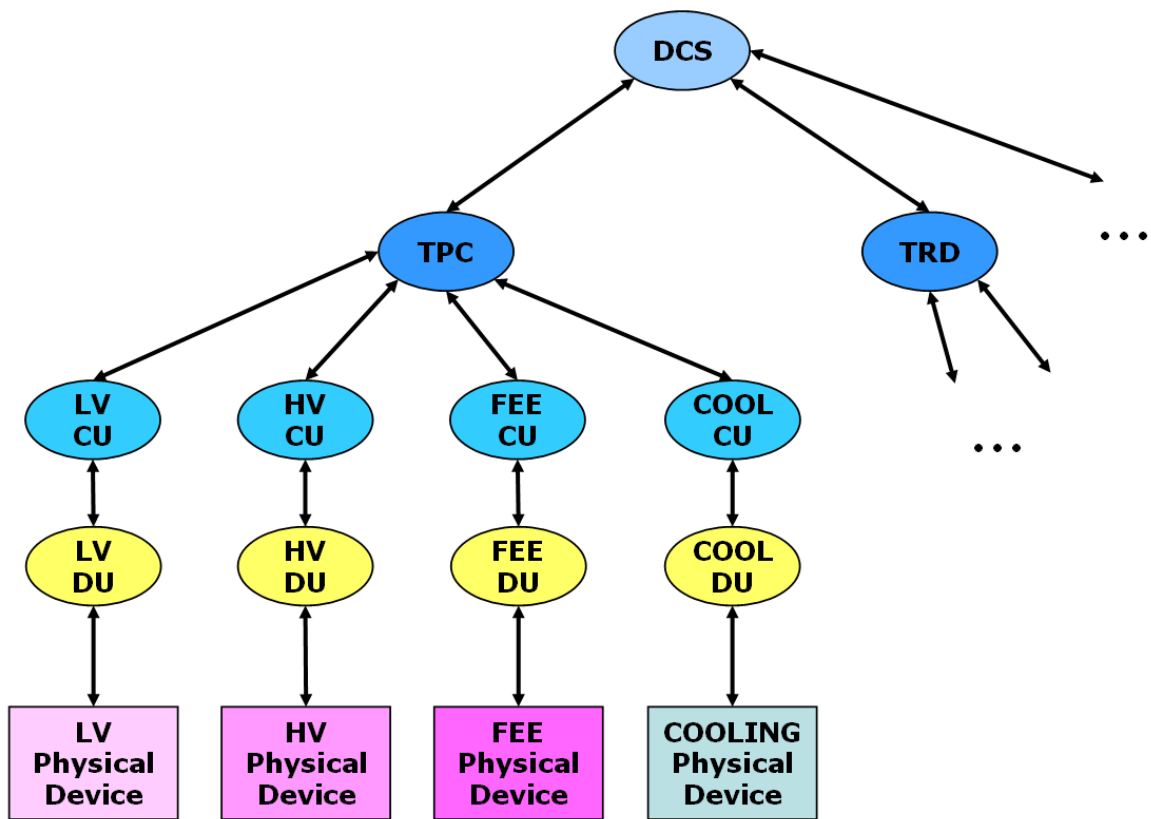 DCS
TPC
TRD
...
LV
CU
HV
CU
FEE
CU
COOL
CU
...
LV
DU
HV
DU
FEE
DU
COOL
DU
LV
Physical
Device
HV
Physical
Device
FEE
Physical
Device
COOLING
Physical
Device